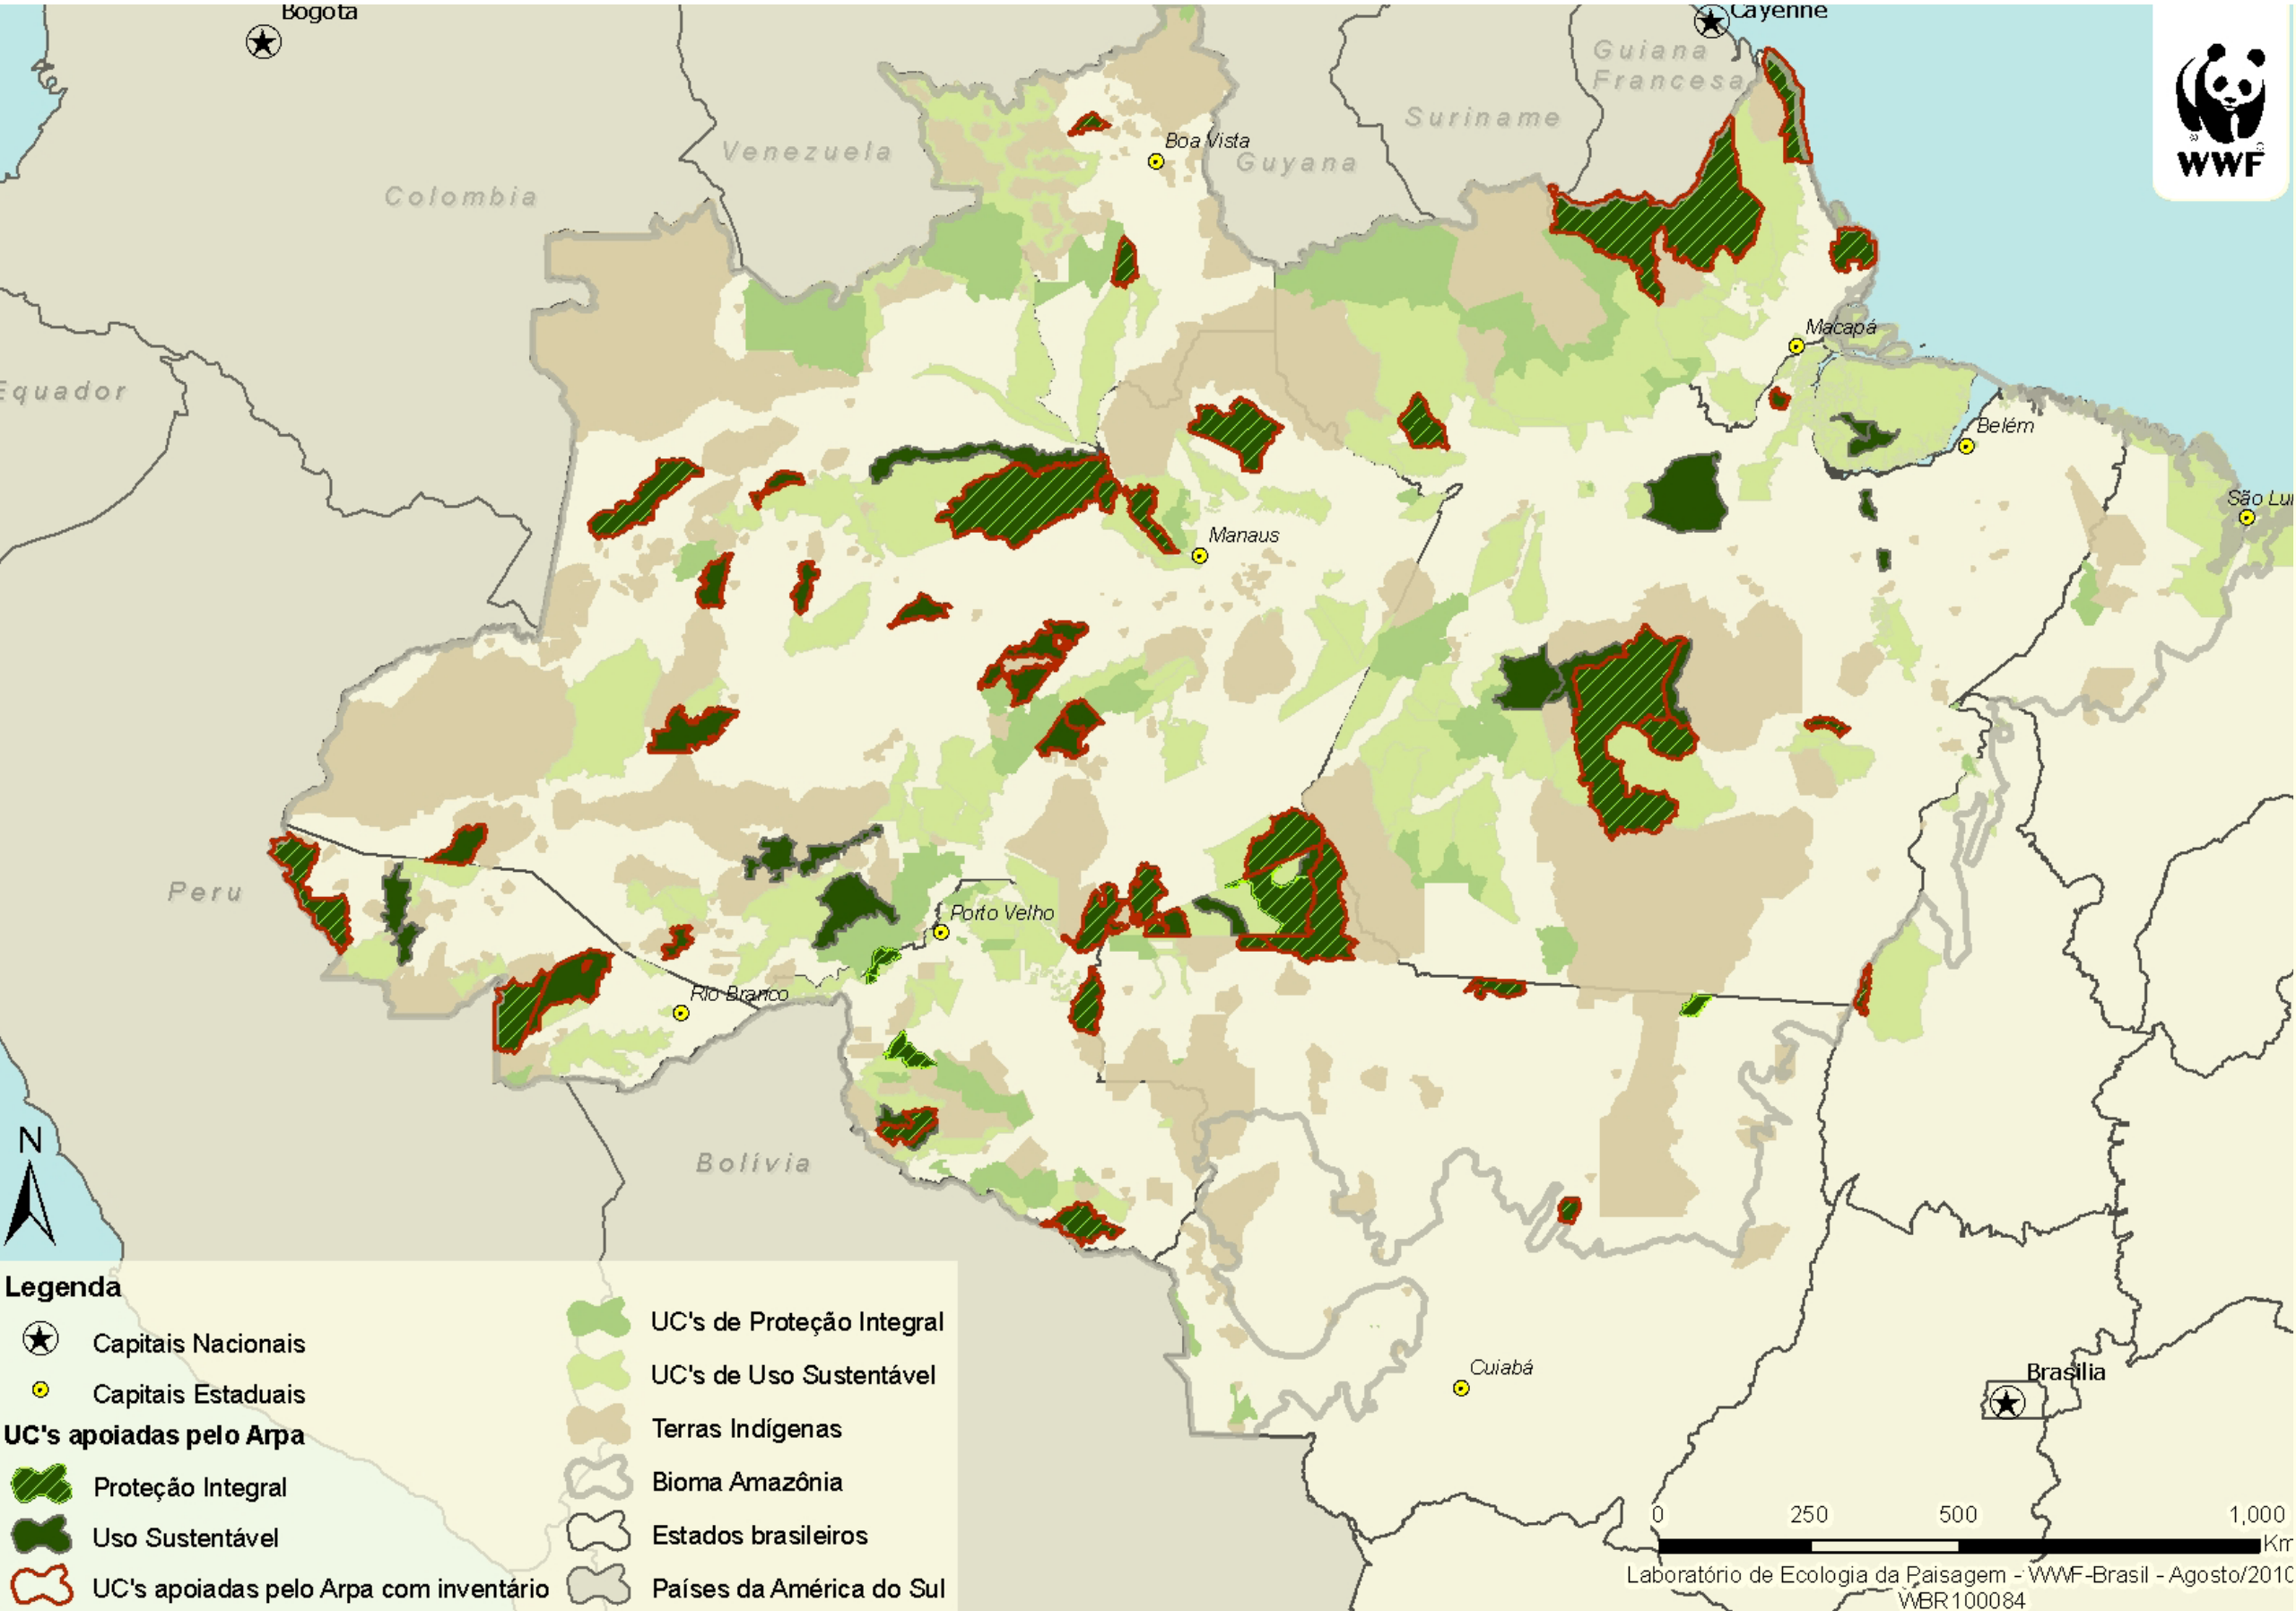 Bogota
Cayenne
Guiana
Francesa
WWF
Suriname
Boa Vista
Venezuela
Guyana
Colombia
Macapá
Equador
Belém
São Lui
Manaus
Peru
Porto Velho
Rio Branco
N
Bolívia
Cuiabá
Brasilia
Legenda
Capitais Nacionais
Capitais Estaduais
UC's apoiadas pelo Arpa
Proteção Integral
Uso Sustentável
UC's apoiadas pelo Arpa com inventário
UC's de Proteção Integral
UC's de Uso Sustentável
Terras Indígenas
Bioma Amazônia
Estados brasileiros
Países da América do Sul
0 250 500 1,000
Km
Laboratório de Ecologia da Paisagem - WWF-Brasil - Agosto/2010
WBR100084